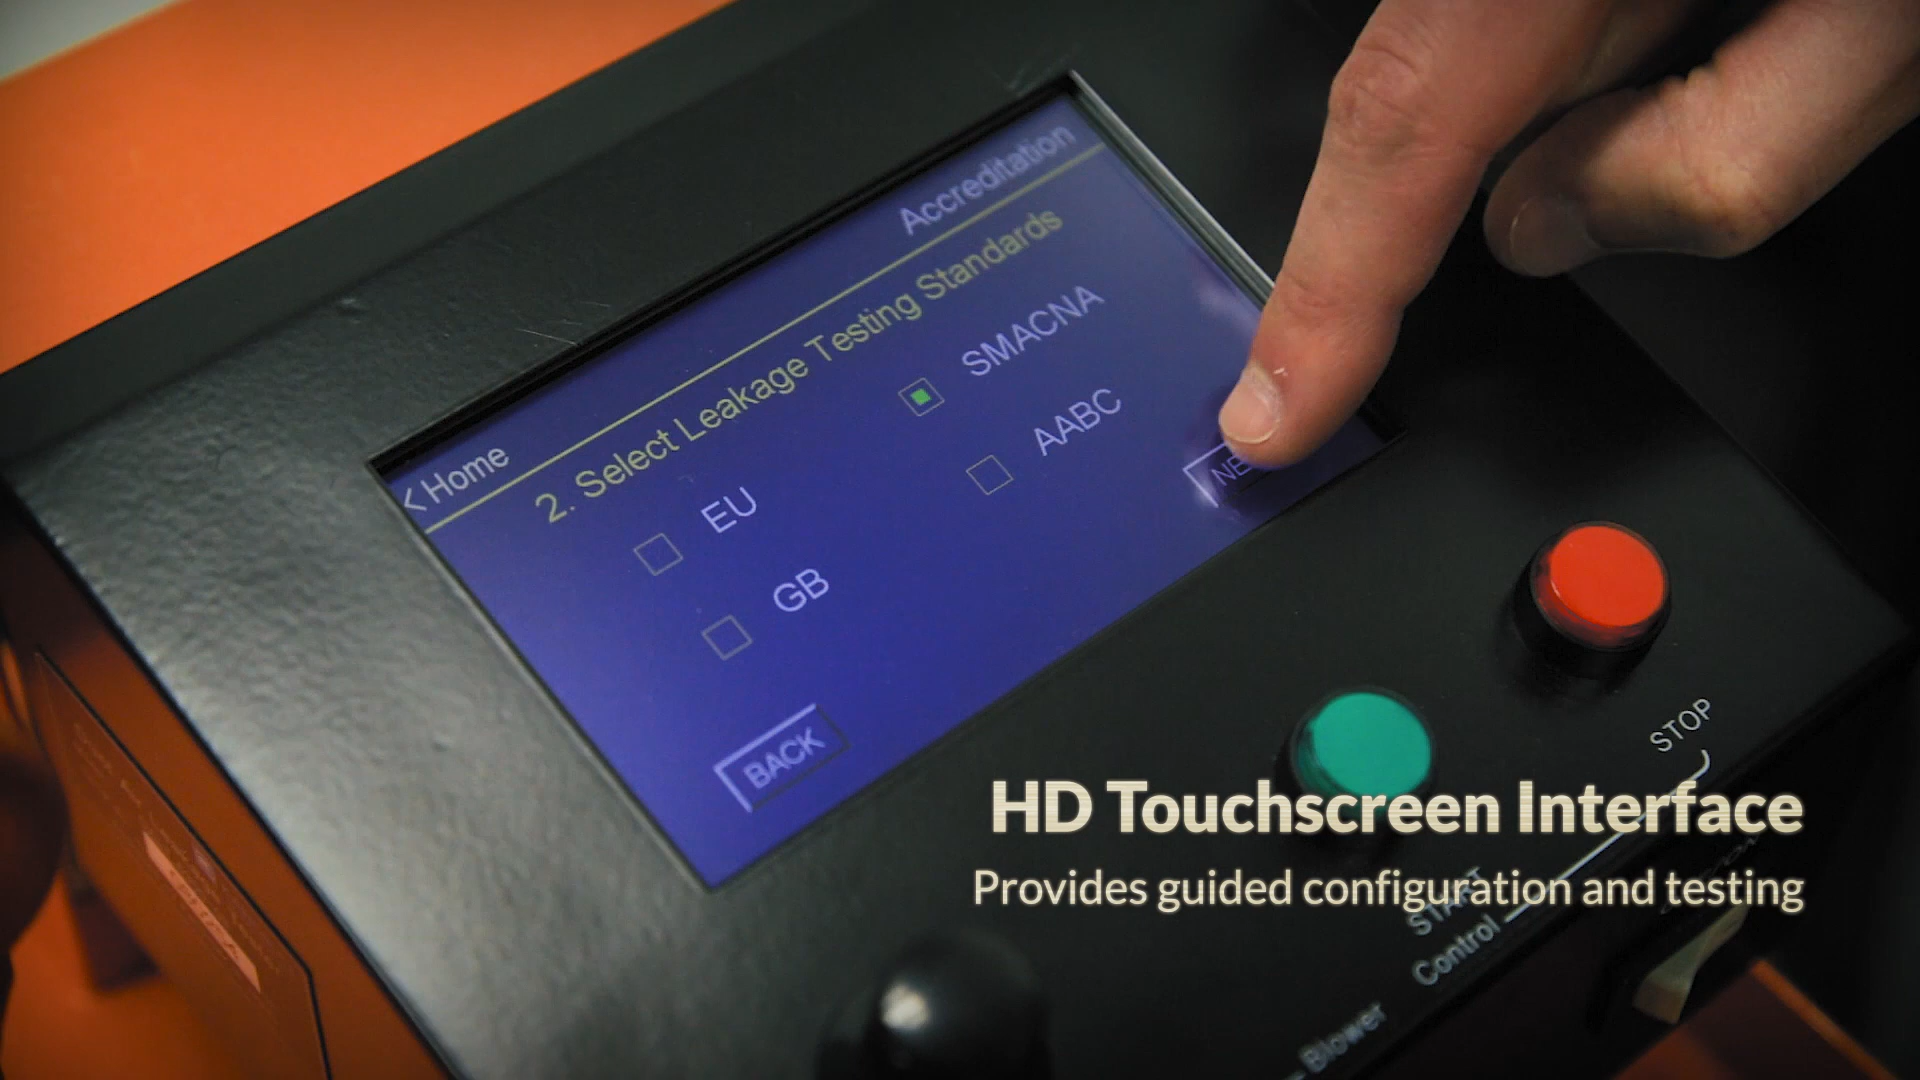 < Home
Accreditation
2. Select Leakage Testing Standards
EU
SMACNA
GB
AABC
BACK
STOP
HD Touchscreen Interface
Provides guided configuration and testing
START
Control
Blower